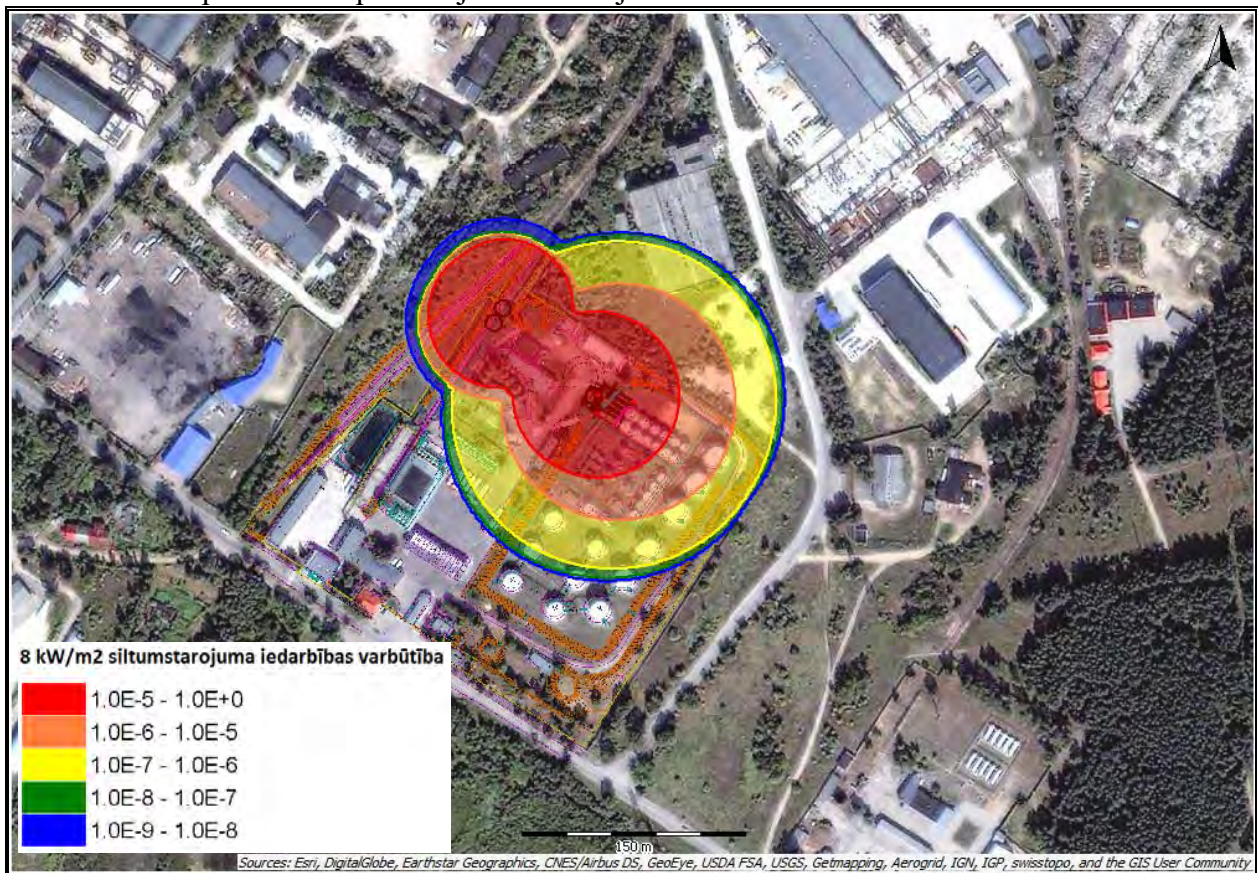 8 kW/m2 siltumstarojuma iedarbības varbūtība
1.0E-5 - 1.0E+0
1.0E-6 - 1.0E-5
1.0E-7 - 1.0E-6
1.0E-8 - 1.0E-7
1.0E-9 - 1.0E-8
150 m
Sources: Esri, DigitalGlobe, Earthstar Geographics, CNES/Airbus DS, GeoEye, USDA FSA, USGS, Getmapping, Aerogrid, IGN, IGP, swisstopo, and the GIS User Community